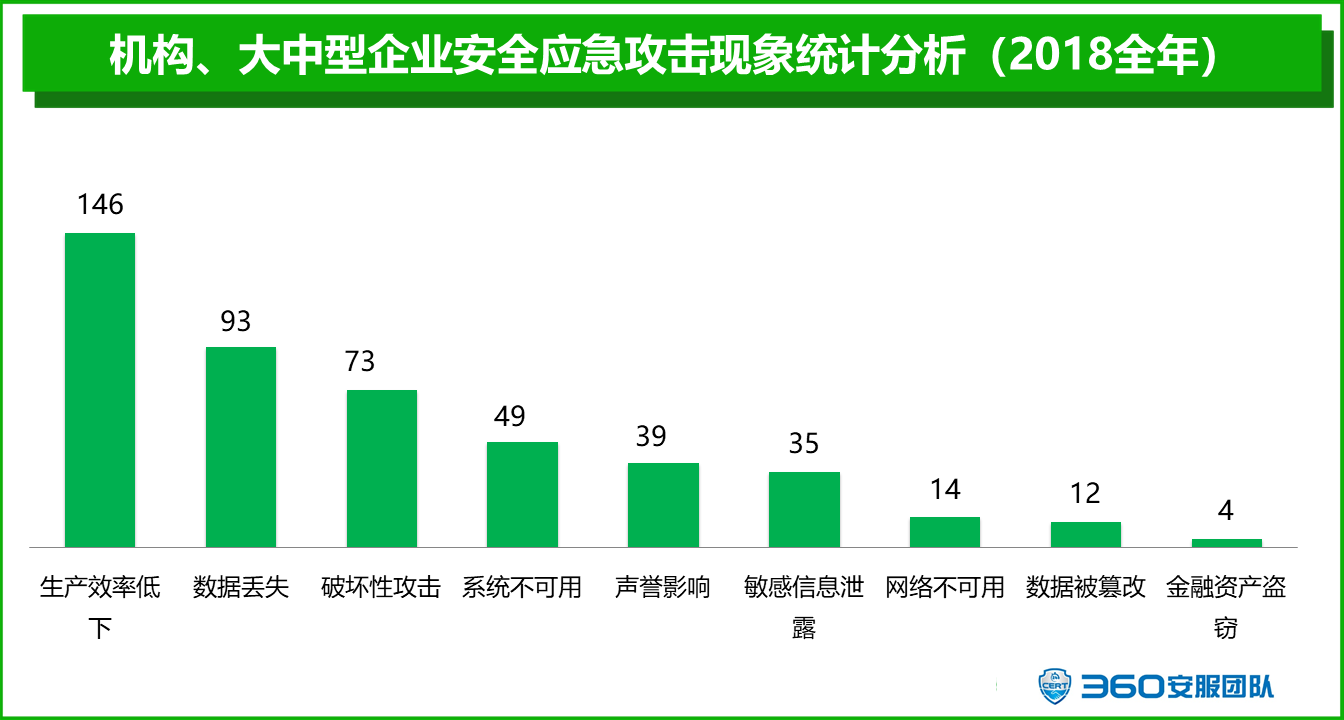 机构、大中型企业安全应急攻击现象统计分析（2018全年）
146
93
73
49
39
35
14
12
4
生产效率低
下
数据丢失
破坏性攻击
系统不可用
声誉影响
敏感信息泄
露
网络不可用
数据被篡改
金融资产盗
窃
CERT 360安服团队